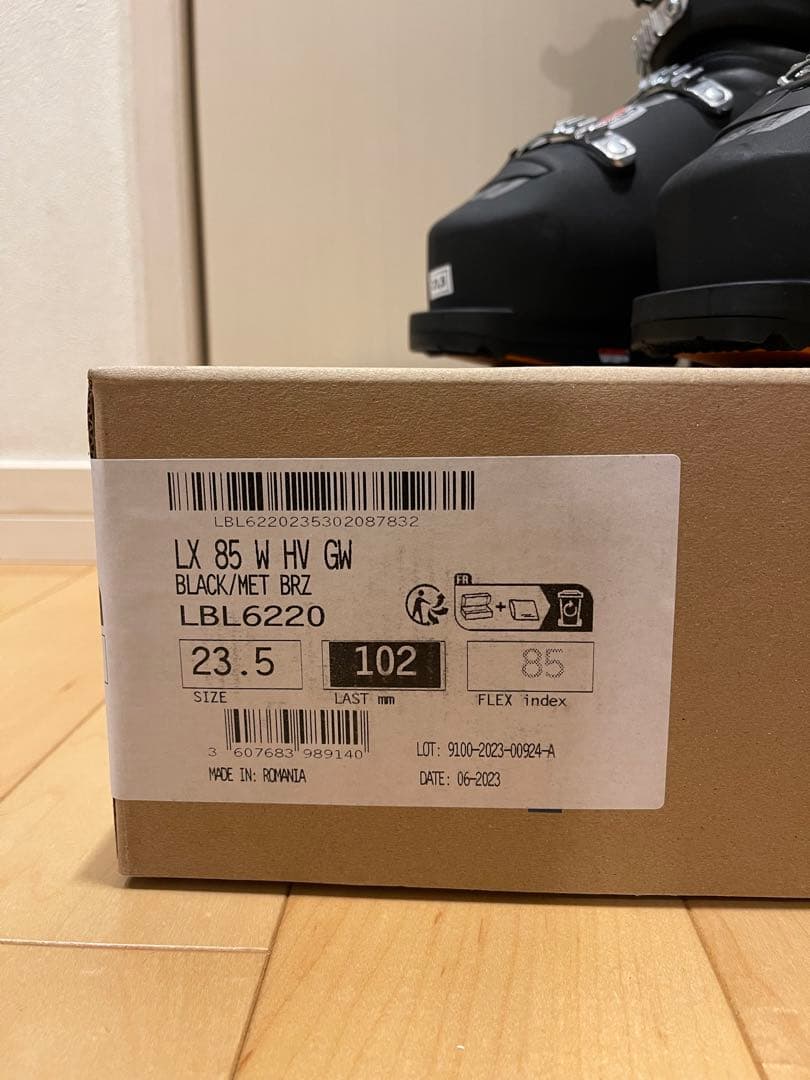 LBL6220235302087832
LX 85 W HV GW
BLACK/MET BRZ
LBL6220
FR
23.5
102
85
SIZE
LAST mm
FLEX index
3 607683 989140
LOT: 9100-2023-00924-A
MADE IN: ROMANIA
DATE: 06-2023